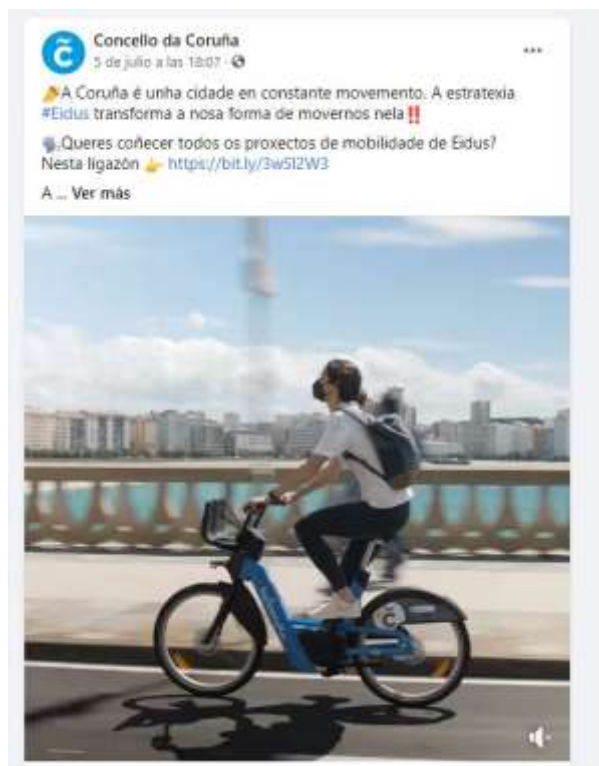 Concello da Coruña
5 de julio a las 18:07 ·
A Coruña é unha cidade en constante movemento. A estratexia
#Eidus transforma a nosa forma de movernos nela‼️
¿Queres coñecer todos os proxectos de mobilidade de Eidus?
Nesta ligazón 👉 https://bit.ly/3wSl2W3
A ... Ver más